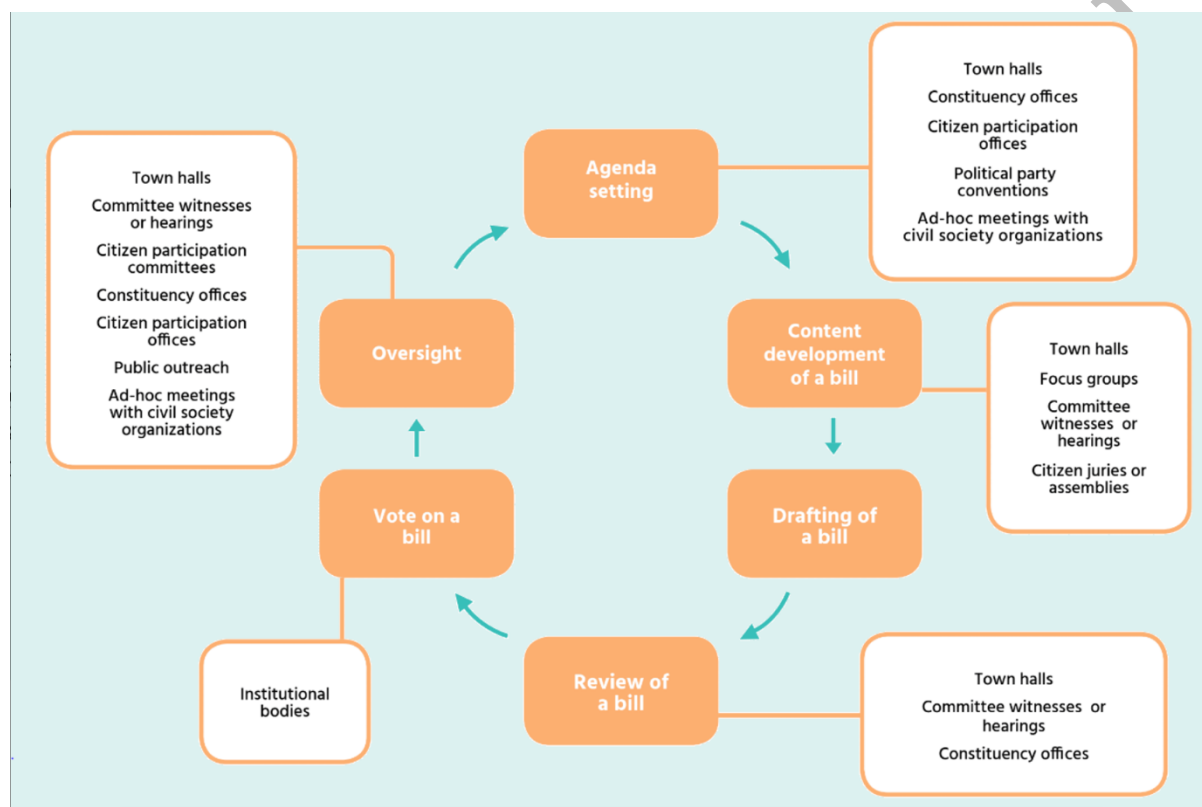 Agenda
setting
Town halls
Constituency offices
Citizen participation
offices
Political party
conventions
Ad-hoc meetings with
civil society organizations
Content
development
of a bill
Town halls
Focus groups
Committee
witnesses or
hearings
Citizen juries or
assemblies
Drafting of
a bill
Review of
a bill
Town halls
Committee witnesses or
hearings
Constituency offices
Vote on a
bill
Institutional
bodies
Oversight
Town halls
Committee witnesses
or hearings
Citizen participation
committees
Constituency offices
Citizen participation
offices
Public outreach
Ad-hoc meetings
with civil society
organizations